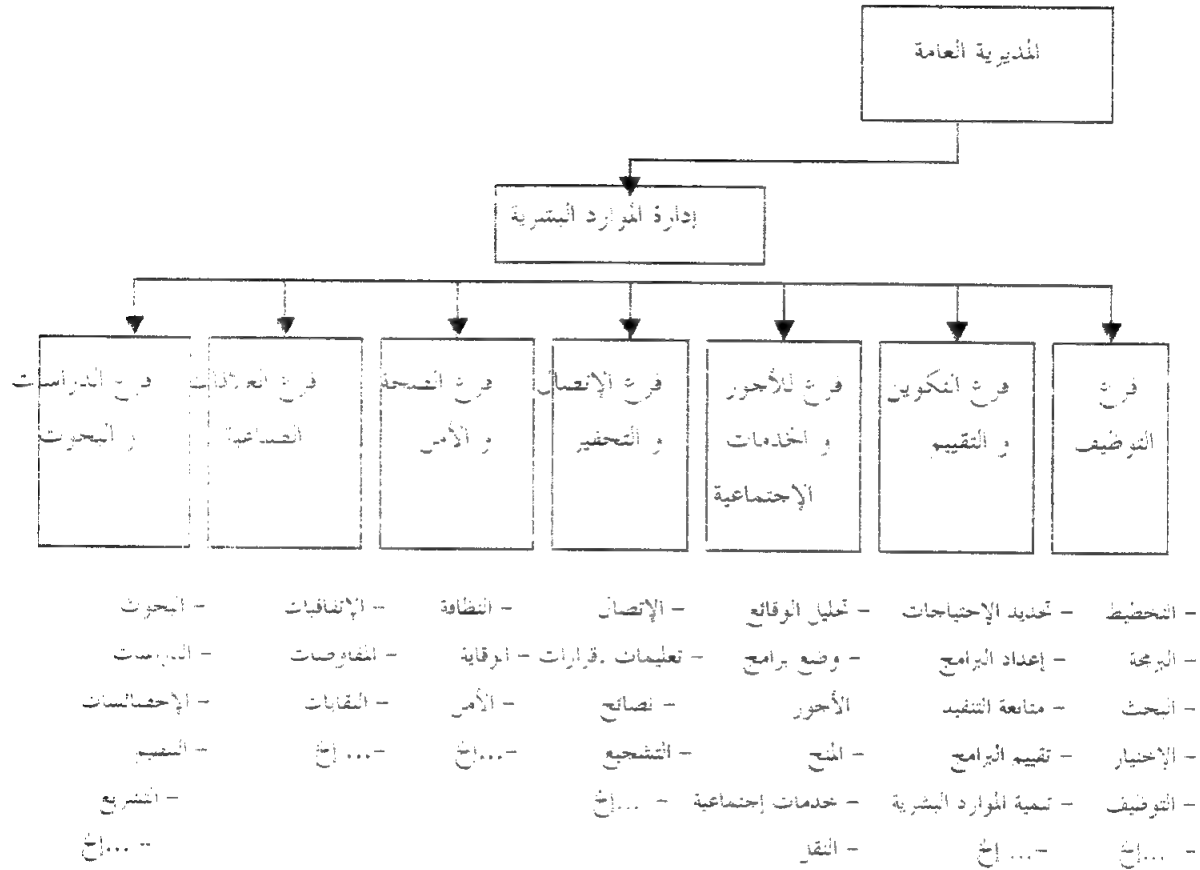 المديرية العامة
إدارة الموارد البشرية
فرع
التوظيف
فرع التكوين
و التقييم
فرع للأجور
و الخدمات
الإجتماعية
فرع الإتصال
و التحفيز
فرع الصحة
و الأمن
فرع العلاقات
الصناعية
فرع الدراسات
و البحوث
- التخطيط
- البرمجة
- البحث
- الإختيار
- التوظيف
- ...إلخ
- تحديد الإحتياجات
- إعداد البرامج
- متابعة التنفيد
- تقييم البرامج
- تنمية الموارد البشرية
-... إلخ
- تحليل الوقائع
- وضع برامج
الأجور
- المنح
- خدمات إجتماعية
- النقل
- الإتصال
- تعليمات .قرارات
- نصائح
- التشجيع
- ...إلخ
- النظافة
- الوقاية
- الأمن
-...إلخ
- الإتفاقيات
- المفاوضات
- النقابات
-... إلخ
- البحوث
- الدراسات
- الإحصائيات
- التقييم
- التشريع
- ...إلخ